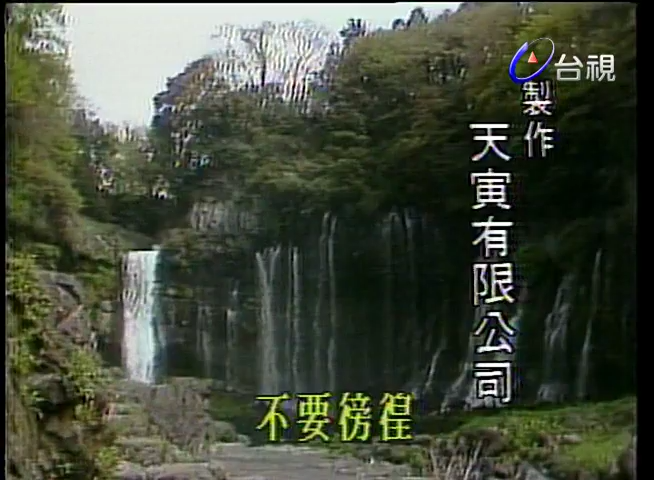 台視
製作
天寅有限公司
不要徬徨